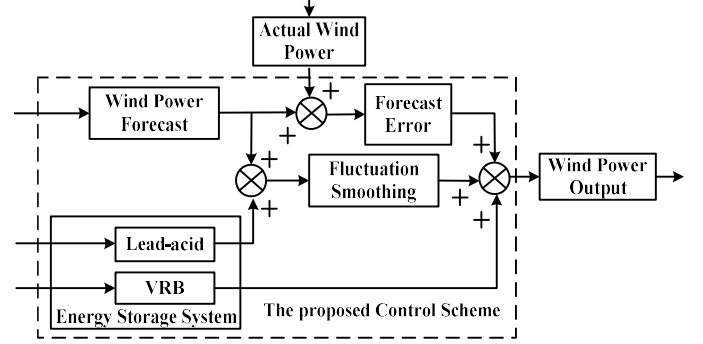 Actual Wind
Power
+
Wind Power
Forecast
+
Forecast
Error
+
+
Fluctuation
Smoothing
+
Wind Power
Output
+
+
Lead-acid
VRB
Energy Storage System
The proposed Control Scheme